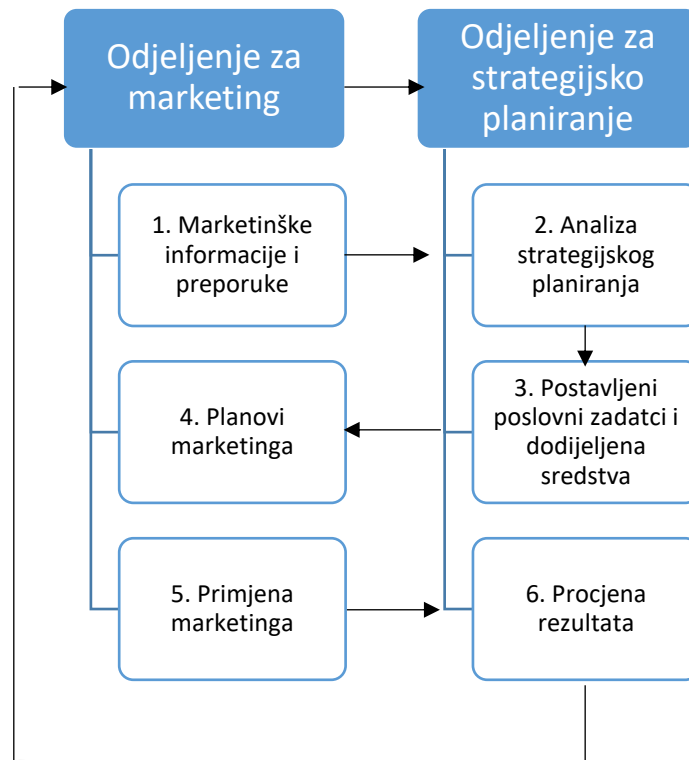 Odjeljenje za
marketing
Odjeljenje za
strategijsko
planiranje
1. Marketinške
informacije i
preporuke
2. Analiza
strategijskog
planiranja
4. Planovi
marketinga
3. Postavljeni
poslovni zadatci i
dodijeljena
sredstva
5. Primjena
marketinga
6. Procjena
rezultata